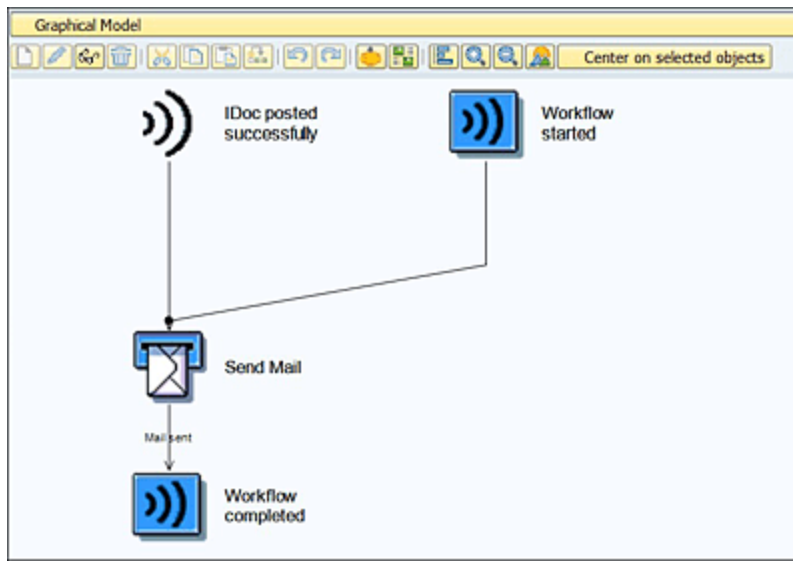 Graphical Model
Center on selected objects
IDoc posted
successfully
Workflow
started
Send Mail
Mail sent
Workflow
completed